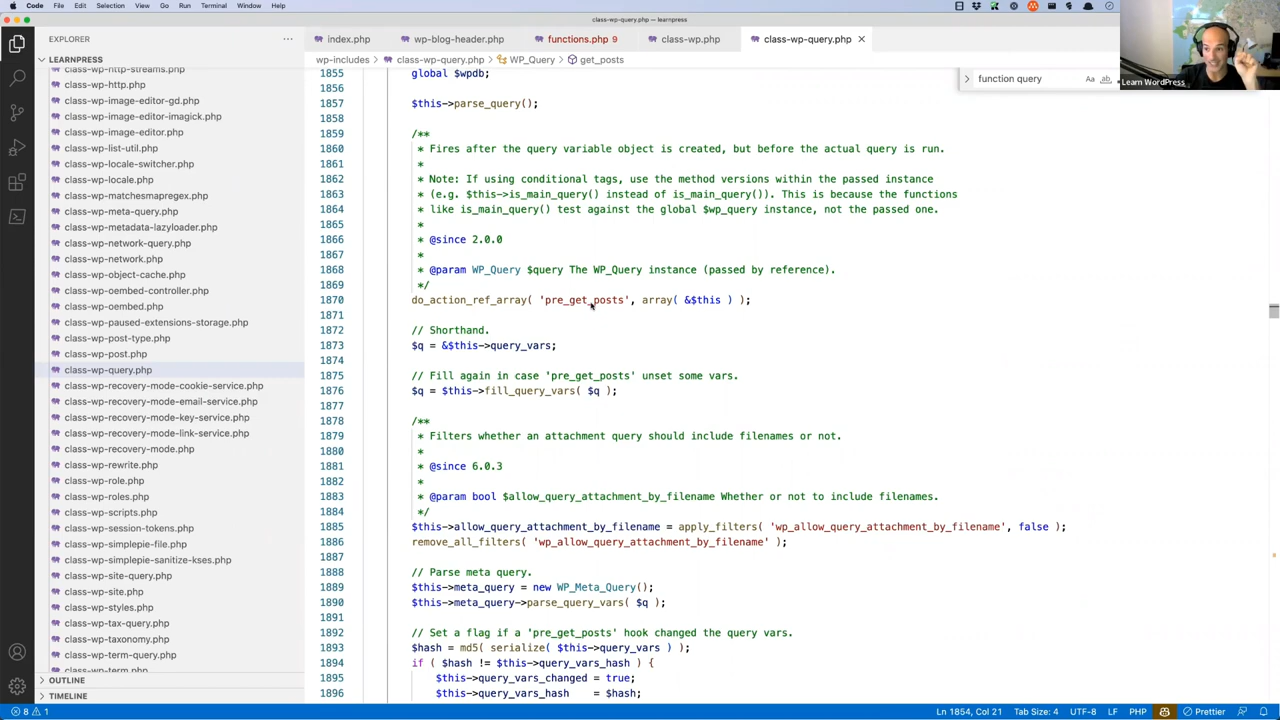 Code File Edit Selection View Go Run Terminal Window Help
class-wp-query.php — learnpress
EXPLORER
LEARNPRESS
class-wp-http-streams.php
class-wp-http.php
class-wp-image-editor-gd.php
class-wp-image-editor-imagick.php
class-wp-image-editor.php
class-wp-list-util.php
class-wp-locale-switcher.php
class-wp-locale.php
class-wp-matchesmapregex.php
class-wp-meta-query.php
class-wp-metadata-lazyloader.php
class-wp-network-query.php
class-wp-network.php
class-wp-object-cache.php
class-wp-oembed-controller.php
class-wp-oembed.php
class-wp-paused-extensions-storage.php
class-wp-post-type.php
class-wp-post.php
class-wp-query.php
class-wp-recovery-mode-cookie-service.php
class-wp-recovery-mode-email-service.php
class-wp-recovery-mode-key-service.php
class-wp-recovery-mode-link-service.php
class-wp-recovery-mode.php
class-wp-rewrite.php
class-wp-role.php
class-wp-roles.php
class-wp-scripts.php
class-wp-session-tokens.php
class-wp-simplepie-file.php
class-wp-simplepie-sanitize-kses.php
class-wp-site-query.php
class-wp-site.php
class-wp-styles.php
class-wp-tax-query.php
class-wp-taxonomy.php
class-wp-term-query.php
class-wp-term.php
OUTLINE
TIMELINE
index.php wp-blog-header.php functions.php 9 class-wp.php class-wp-query.php
wp-includes > class-wp-query.php > WP_Query > get_posts
function query Aa ab
Learn WordPress
1855 global $wpdb;
1856
1857 $this->parse_query();
1858
1859 /**
1860 * Fires after the query variable object is created, but before the actual query is run.
1861 *
1862 * Note: If using conditional tags, use the method versions within the passed instance
1863 * (e.g. $this->is_main_query() instead of is_main_query()). This is because the functions
1864 * like is_main_query() test against the global $wp_query instance, not the passed one.
1865 *
1866 * @since 2.0.0
1867 *
1868 * @param WP_Query $query The WP_Query instance (passed by reference).
1869 */
1870 do_action_ref_array( 'pre_get_posts', array( &$this ) );
1871
1872 // Shorthand.
1873 $q = &$this->query_vars;
1874
1875 // Fill again in case 'pre_get_posts' unset some vars.
1876 $q = $this->fill_query_vars( $q );
1877
1878 /**
1879 * Filters whether an attachment query should include filenames or not.
1880 *
1881 * @since 6.0.3
1882 *
1883 * @param bool $allow_query_attachment_by_filename Whether or not to include filenames.
1884 */
1885 $this->allow_query_attachment_by_filename = apply_filters( 'wp_allow_query_attachment_by_filename', false );
1886 remove_all_filters( 'wp_allow_query_attachment_by_filename' );
1887
1888 // Parse meta query.
1889 $this->meta_query = new WP_Meta_Query();
1890 $this->meta_query->parse_query_vars( $q );
1891
1892 // Set a flag if a 'pre_get_posts' hook changed the query vars.
1893 $hash = md5( serialize( $this->query_vars ) );
1894 if ( $hash != $this->query_vars_hash ) {
1895 $this->query_vars_changed = true;
1896 $this->query_vars_hash = $hash;
8 1 Ln 1854, Col 21 Tab Size: 4 UTF-8 LF PHP Prettier